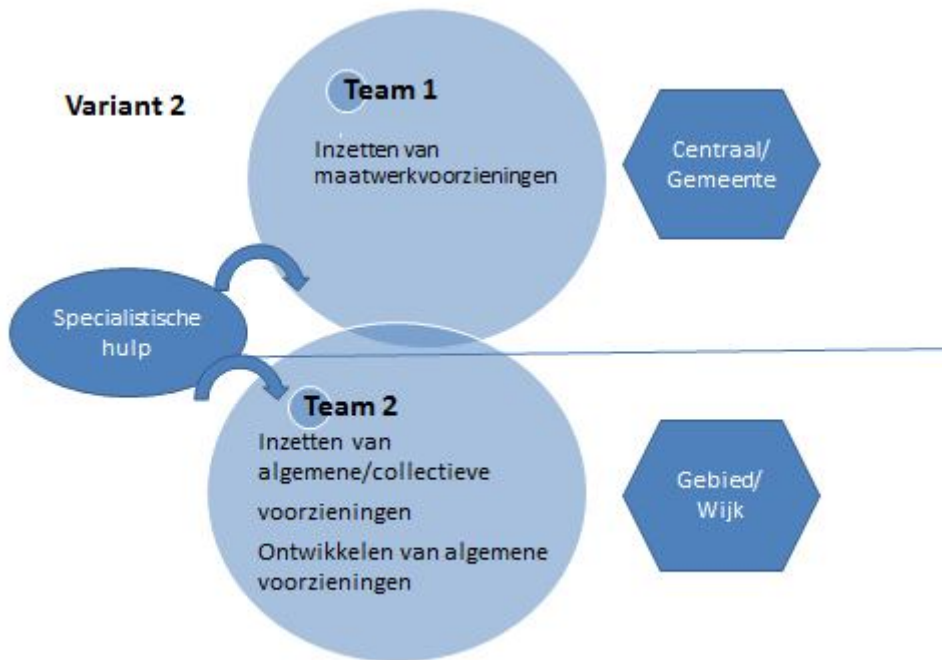 Variant 2
Team 1
Inzetten van
maatwerkvoorzieningen
Centraal/
Gemeente
Specialistische
hulp
Team 2
Inzetten van
algemene/collectieve
voorzieningen
Ontwikkelen van algemene
voorzieningen
Gebied/
Wijk